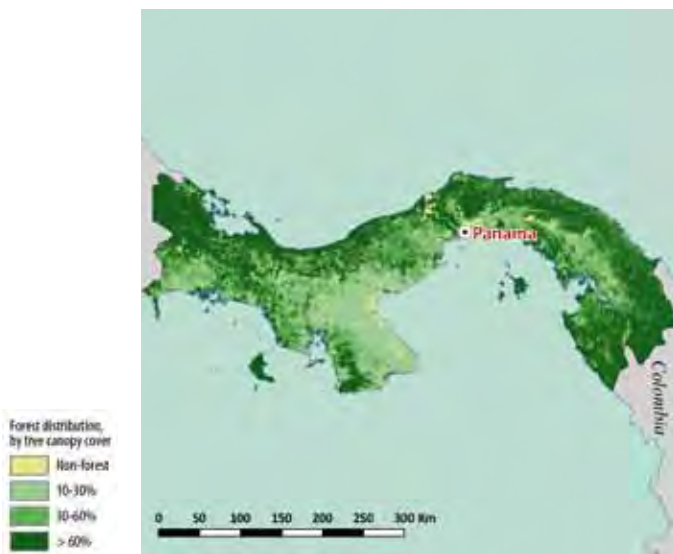 Panama
Colombia
Forest distribution,
by tree canopy cover
Non-forest
10-30%
30-60%
> 60%
0 50 100 150 200 250 300 Km